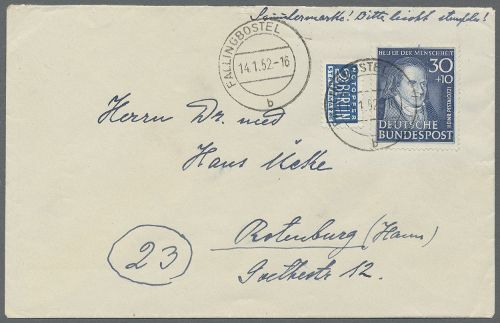 Sondermarke! Bitte leicht stempeln!
FALLINGBOSTEL
14.1.52-16
b
NOTOPFER
2 BERLIN
STEUERMARKE
HELFER DER MENSCHHEIT
30
+10
DEUTSCHE
BUNDESPOST
Herrn Dr. med
Hans Ücke
23
Rotenburg (Hann)
Goethestr 12.